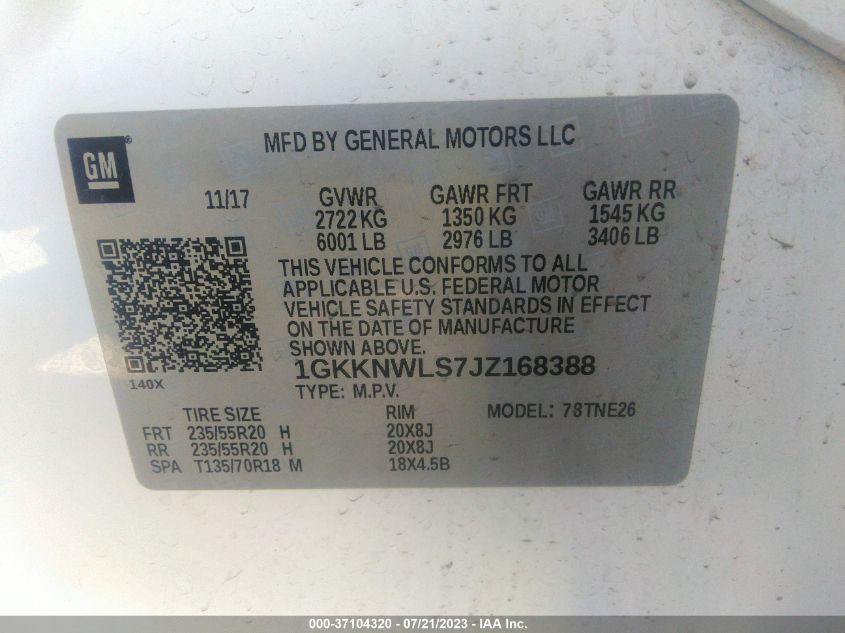 GM®
MFD BY GENERAL MOTORS LLC
11/17 GVWR GAWR FRT GAWR RR
2722 KG 1350 KG 1545 KG
6001 LB 2976 LB 3406 LB
THIS VEHICLE CONFORMS TO ALL
APPLICABLE U.S. FEDERAL MOTOR
VEHICLE SAFETY STANDARDS IN EFFECT
ON THE DATE OF MANUFACTURE
SHOWN ABOVE.
1GKKNWLS7JZ168388
140X
TYPE: M.P.V.
TIRE SIZE RIM MODEL: 78TNE26
FRT 235/55R20 H 20X8J
RR 235/55R20 H 20X8J
SPA T135/70R18 M 18X4.5B
000-37104320 - 07/21/2023 - IAA Inc.